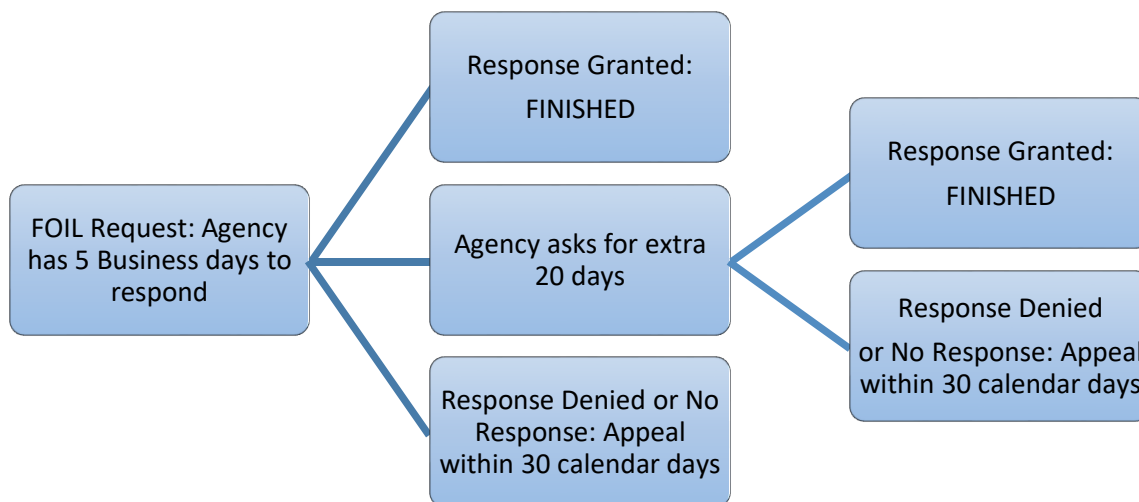 FOIL Request: Agency
has 5 Business days to
respond
Response Granted:
FINISHED
Agency asks for extra
20 days
Response Denied or No
Response: Appeal
within 30 calendar days
Response Granted:
FINISHED
Response Denied
or No Response: Appeal
within 30 calendar days